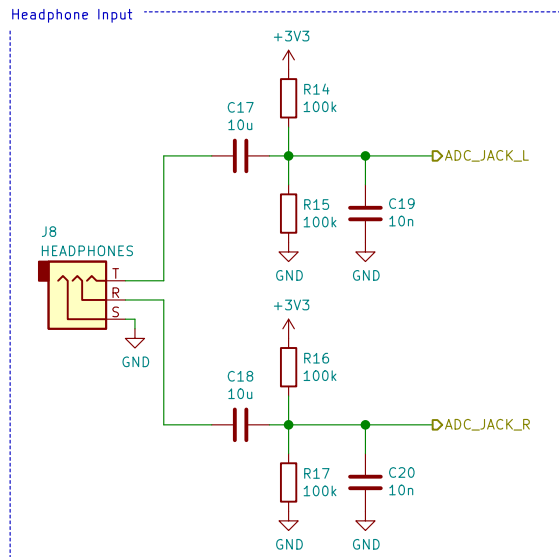 Headphone Input
+3V3
R14
100k
C17
10u
ADC_JACK_L
R15
100k
C19
10n
GND
GND
J8
HEADPHONES
T
R
S
GND
+3V3
R16
100k
C18
10u
ADC_JACK_R
R17
100k
C20
10n
GND
GND